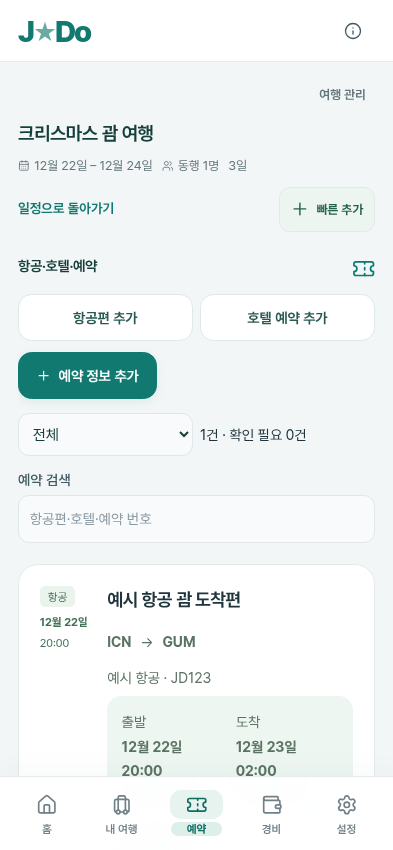 J★Do
여행 관리
크리스마스 괌 여행
12월 22일 – 12월 24일 동행 1명 3일
일정으로 돌아가기
빠른 추가
항공·호텔·예약
항공편 추가
호텔 예약 추가
예약 정보 추가
전체
1건 · 확인 필요 0건
예약 검색
항공편·호텔·예약 번호
항공
12월 22일
20:00
예시 항공 괌 도착편
ICN → GUM
예시 항공 · JD123
출발 도착
12월 22일 12월 23일
20:00 02:00
홈 내 여행 예약 경비 설정